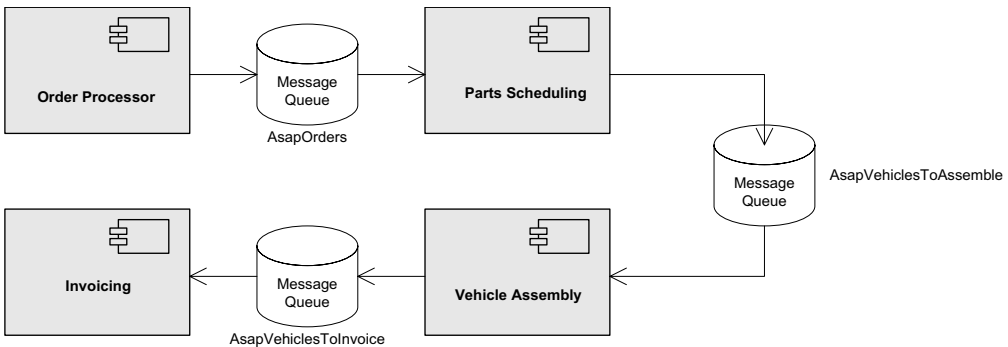 Order Processor
Message
Queue
AsapOrders
Parts Scheduling
Message
Queue
AsapVehiclesToAssemble
Invoicing
Message
Queue
AsapVehiclesToInvoice
Vehicle Assembly